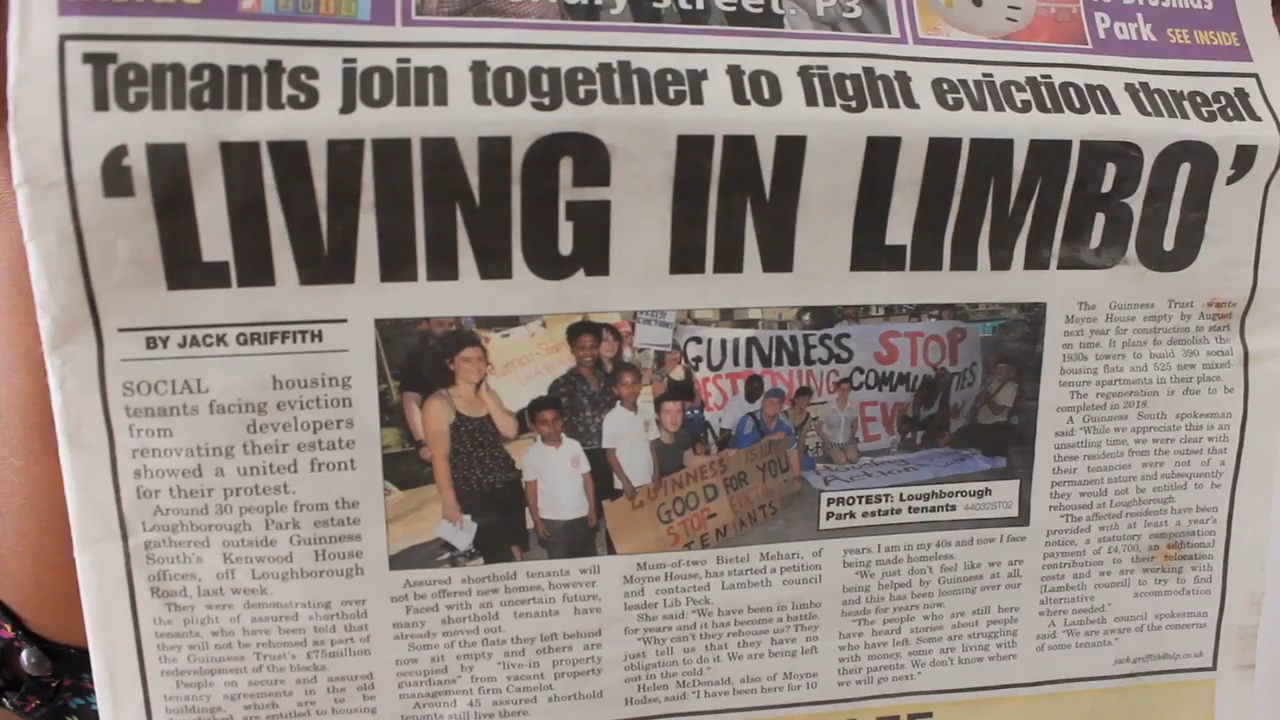 Street. P3
Park SEE INSIDE
Tenants join together to fight eviction threat
‘LIVING IN LIMBO’
BY JACK GRIFFITH
SOCIAL housing
tenants facing eviction
from developers
renovating their estate
showed a united front
for their protest.
Around 30 people from the
Loughborough Park estate
gathered outside Guinness
South’s Kenwood House
offices, off Loughborough
Road, last week.
They were demonstrating over
the plight of assured shorthold
tenants, who have been told that
they will not be rehomed as part of
the Guinness Trust’s £75million
redevelopment of the blocks.
People on secure and assured
tenancy agreements in the old
buildings, which are to be
demolished are entitled to housing
GUINNESS STOP
DESTROYING COMMUNITIES
GUINNESS ISN'T
GOOD FOR YOU
STOP
TENANTS
PROTEST: Loughborough
Park estate tenants 44032ST02
Assured shorthold tenants will
not be offered new homes, however.
Faced with an uncertain future,
many shorthold tenants have
already moved out.
Some of the flats they left behind
now sit empty and others are
occupied by “live-in property
guardians” from vacant property
management firm Camelot.
Around 45 assured shorthold
tenants still live there.
Mum-of-two Bietel Mehari, of
Moyne House, has started a petition
and contacted Lambeth council
leader Lib Peck.
She said: “We have been in limbo
for years and it has become a battle.
“Why can’t they rehouse us? They
just tell us that they have no
obligation to do it. We are being left
out in the cold.”
Helen McDonald, also of Moyne
House, said: “I have been here for 10
years. I am in my 40s and now I face
being made homeless.
“We just don’t feel like we are
being helped by Guinness at all,
and this has been looming over our
heads for years now.
“The people who are still here
have heard stories about people
who have left. Some are struggling
with money, some are living with
their parents. We don’t know where
we will go next.”
The Guinness Trust wants
Moyne House empty by August
next year for construction to start
on time. It plans to demolish the
1930s towers to build 390 social
housing flats and 525 new mixed-
tenure apartments in their place.
The regeneration is due to be
completed in 2018.
A Guinness South spokesman
said: “While we appreciate this is an
unsettling time, we were clear with
these residents from the outset that
their tenancies were not of a
permanent nature and subsequently
they would not be entitled to be
rehoused at Loughborough.
“The affected residents have been
provided with at least a year’s
notice, a statutory compensation
payment of £4,700, an additional
contribution to their relocation
costs and we are working with
[Lambeth council] to try to find
alternative accommodation
where needed.”
A Lambeth council spokesman
said: “We are aware of the concerns
of some tenants.”
jack.griffith@slp.co.uk